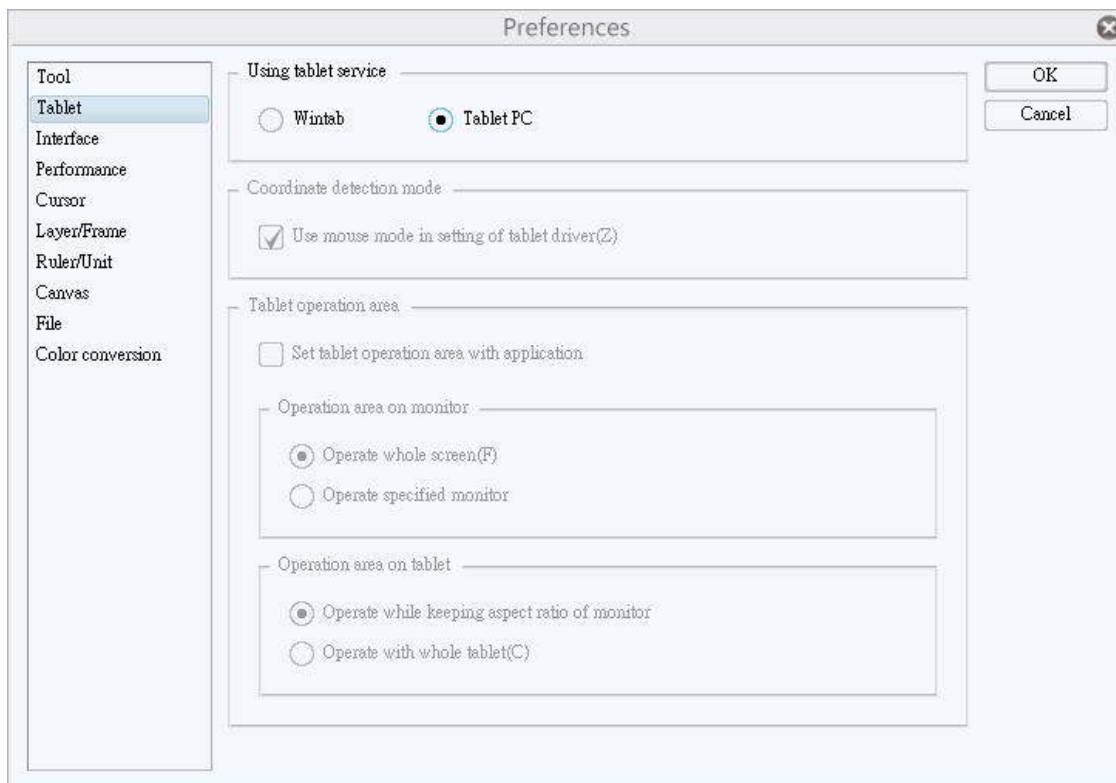 Preferences
Tool
Tablet
Interface
Performance
Cursor
Layer/Frame
Ruler/Unit
Canvas
File
Color conversion
Using tablet service
Wintab
Tablet PC
Coordinate detection mode
Use mouse mode in setting of tablet driver(Z)
Tablet operation area
Set tablet operation area with application
Operation area on monitor
Operate whole screen(F)
Operate specified monitor
Operation area on tablet
Operate while keeping aspect ratio of monitor
Operate with whole tablet(C)
OK
Cancel